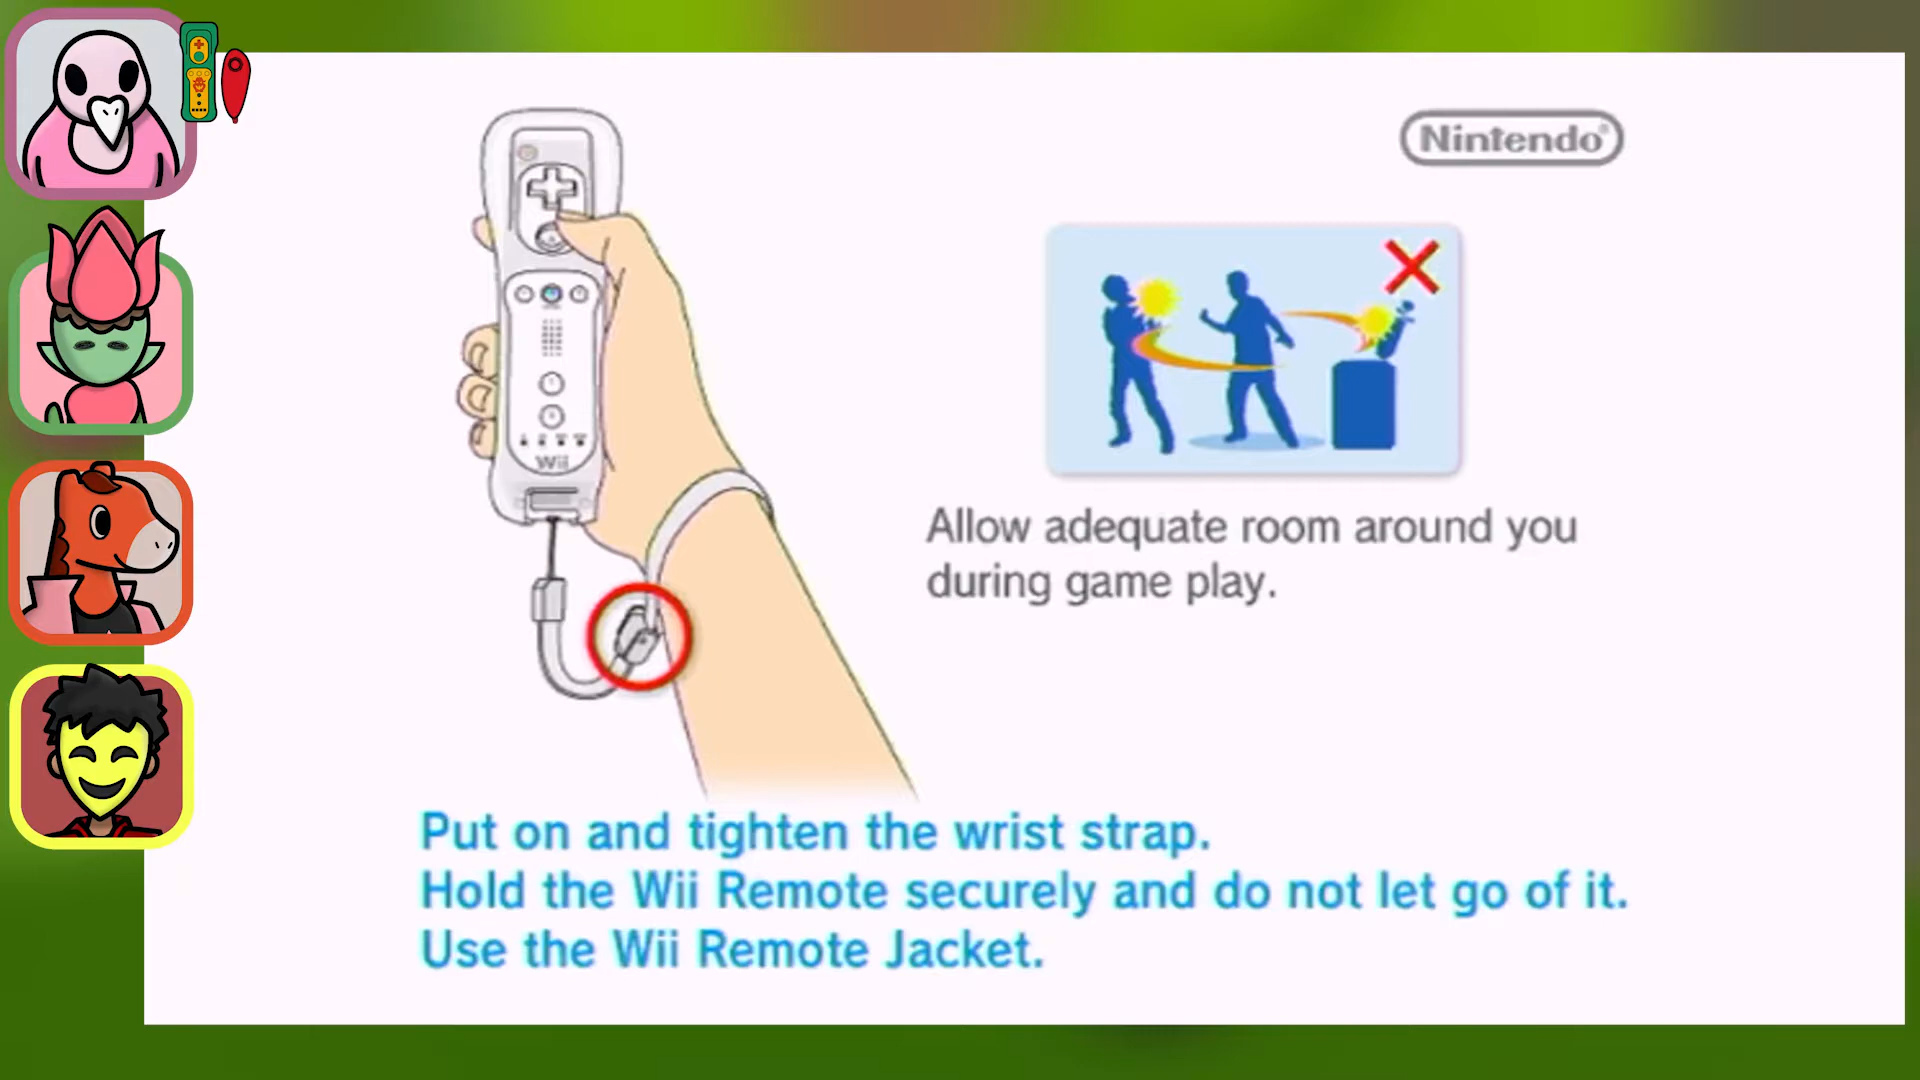 Nintendo®
Wii
Allow adequate room around you
during game play.
Put on and tighten the wrist strap.
Hold the Wii Remote securely and do not let go of it.
Use the Wii Remote Jacket.